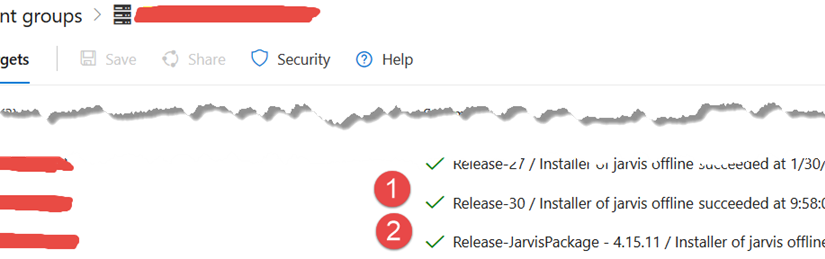 nt groups >
gets Save Share Security Help
Release-27 / Installer of jarvis offline succeeded at 1/30/
1
Release-30 / Installer of jarvis offline succeeded at 9:58:0
2
Release-JarvisPackage - 4.15.11 / Installer of jarvis offline